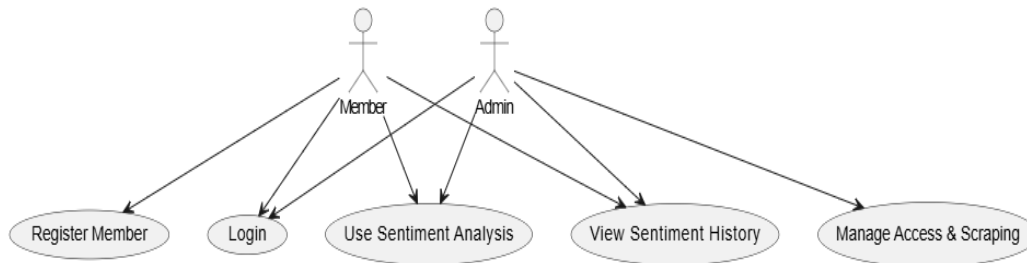 Member
Admin
Register Member
Login
Use Sentiment Analysis
View Sentiment History
Manage Access & Scraping